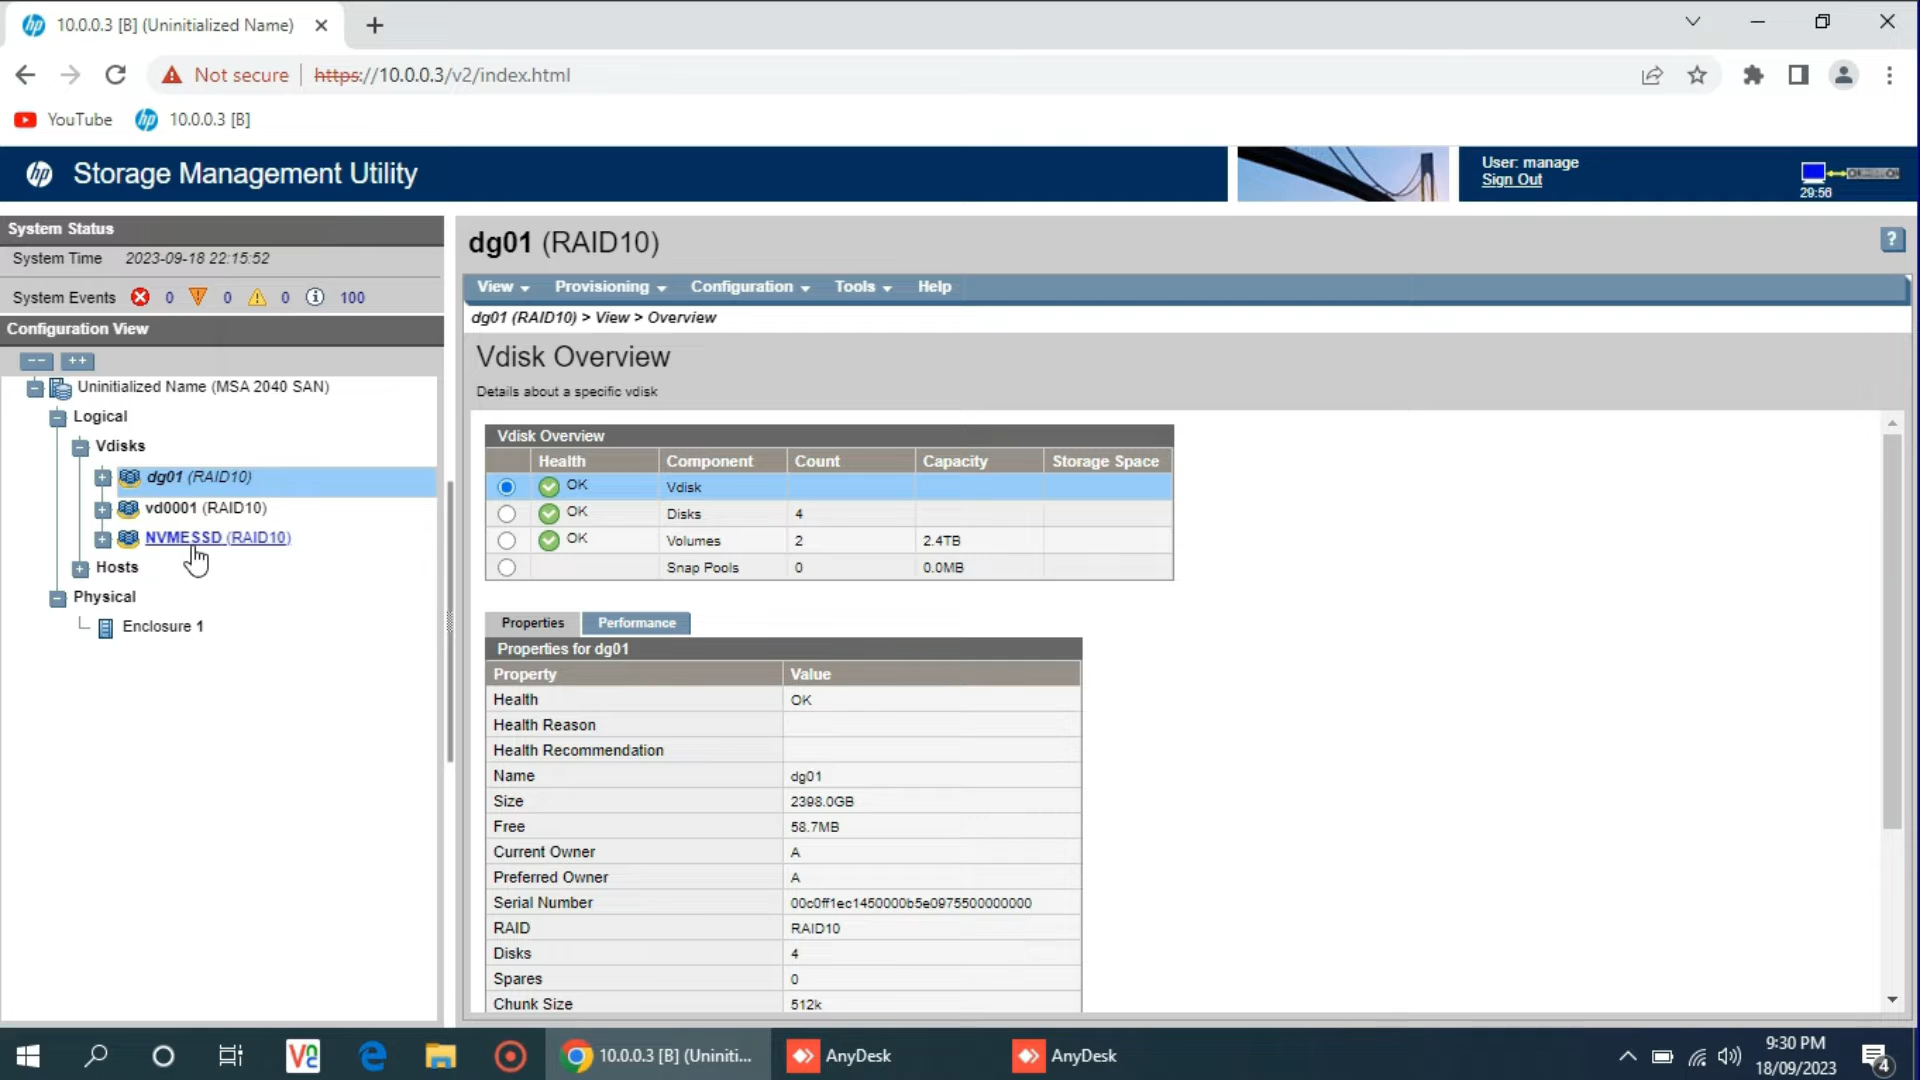 10.0.0.3 [B] (Uninitialized Name)
Not secure
https://10.0.0.3/v2/index.html
YouTube
10.0.0.3 [B]
Storage Management Utility
User: manage
Sign Out
29:56
System Status
System Time 2023-09-18 22:15:52
System Events 0 0 0 100
Configuration View
-- ++
Uninitialized Name (MSA 2040 SAN)
Logical
Vdisks
dg01 (RAID10)
vd0001 (RAID10)
NVMESSD (RAID10)
Hosts
Physical
Enclosure 1
dg01 (RAID10)
?
View Provisioning Configuration Tools Help
dg01 (RAID10) > View > Overview
Vdisk Overview
Details about a specific vdisk
Vdisk Overview
Health Component Count Capacity Storage Space
OK Vdisk
OK Disks 4
OK Volumes 2 2.4TB
Snap Pools 0 0.0MB
Properties Performance
Properties for dg01
Property Value
Health OK
Health Reason
Health Recommendation
Name dg01
Size 2398.0GB
Free 58.7MB
Current Owner A
Preferred Owner A
Serial Number 00c0ff1ec1450000b5e0975500000000
RAID RAID10
Disks 4
Spares 0
Chunk Size 512k
10.0.0.3 [B] (Uniniti...
AnyDesk
AnyDesk
9:30 PM
18/09/2023
4